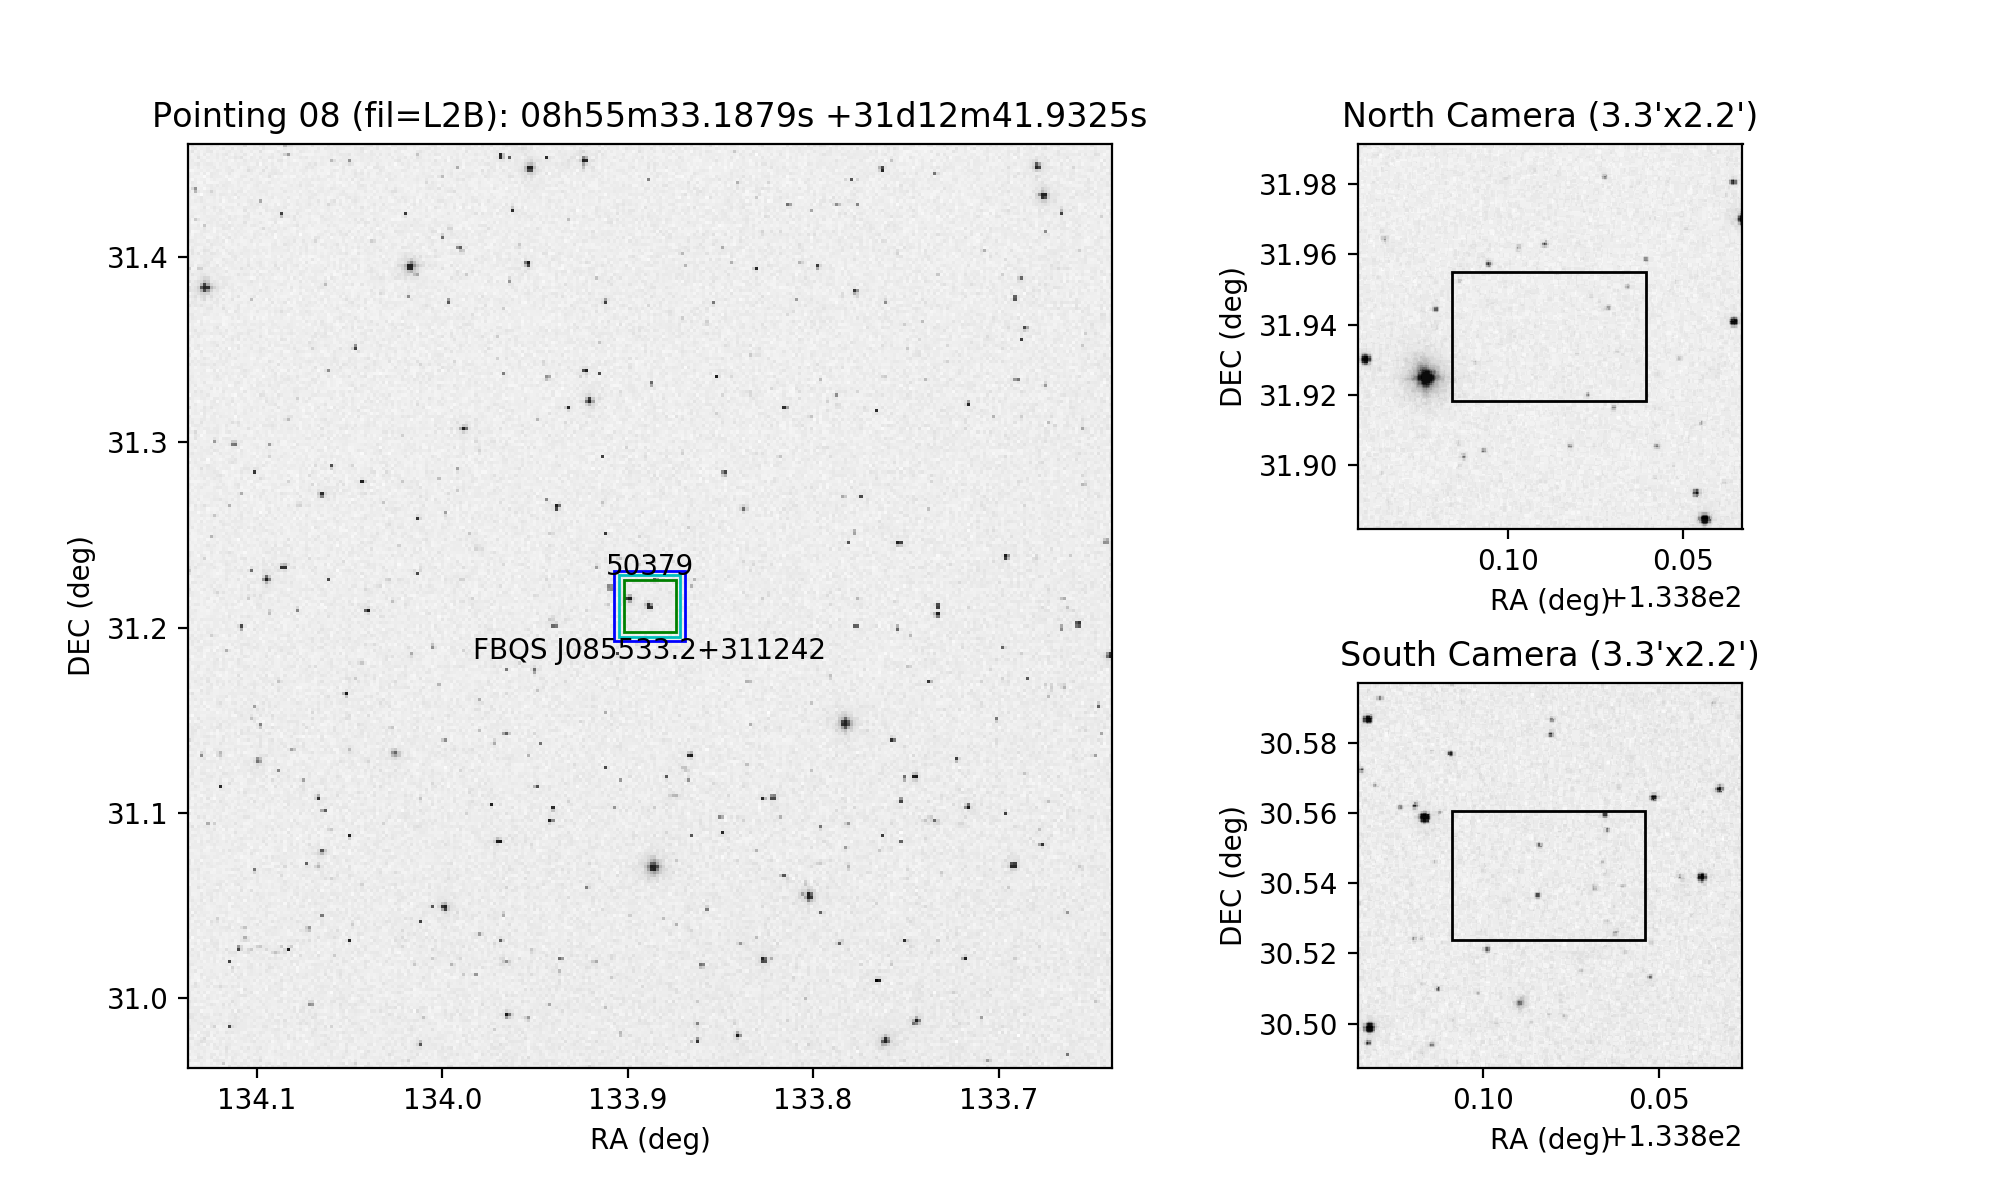 Pointing 08 (fil=L2B): 08h55m33.1879s +31d12m41.9325s
31.4
31.3
31.2
31.1
31.0
DEC (deg)
50379
FBQS J085533.2+311242
134.1 134.0 133.9 133.8 133.7
RA (deg)
North Camera (3.3'x2.2')
31.98
31.96
31.94
31.92
31.90
DEC (deg)
0.10 0.05
RA (deg)
+1.338e2
South Camera (3.3'x2.2')
30.58
30.56
30.54
30.52
30.50
DEC (deg)
0.10 0.05
RA (deg)
+1.338e2